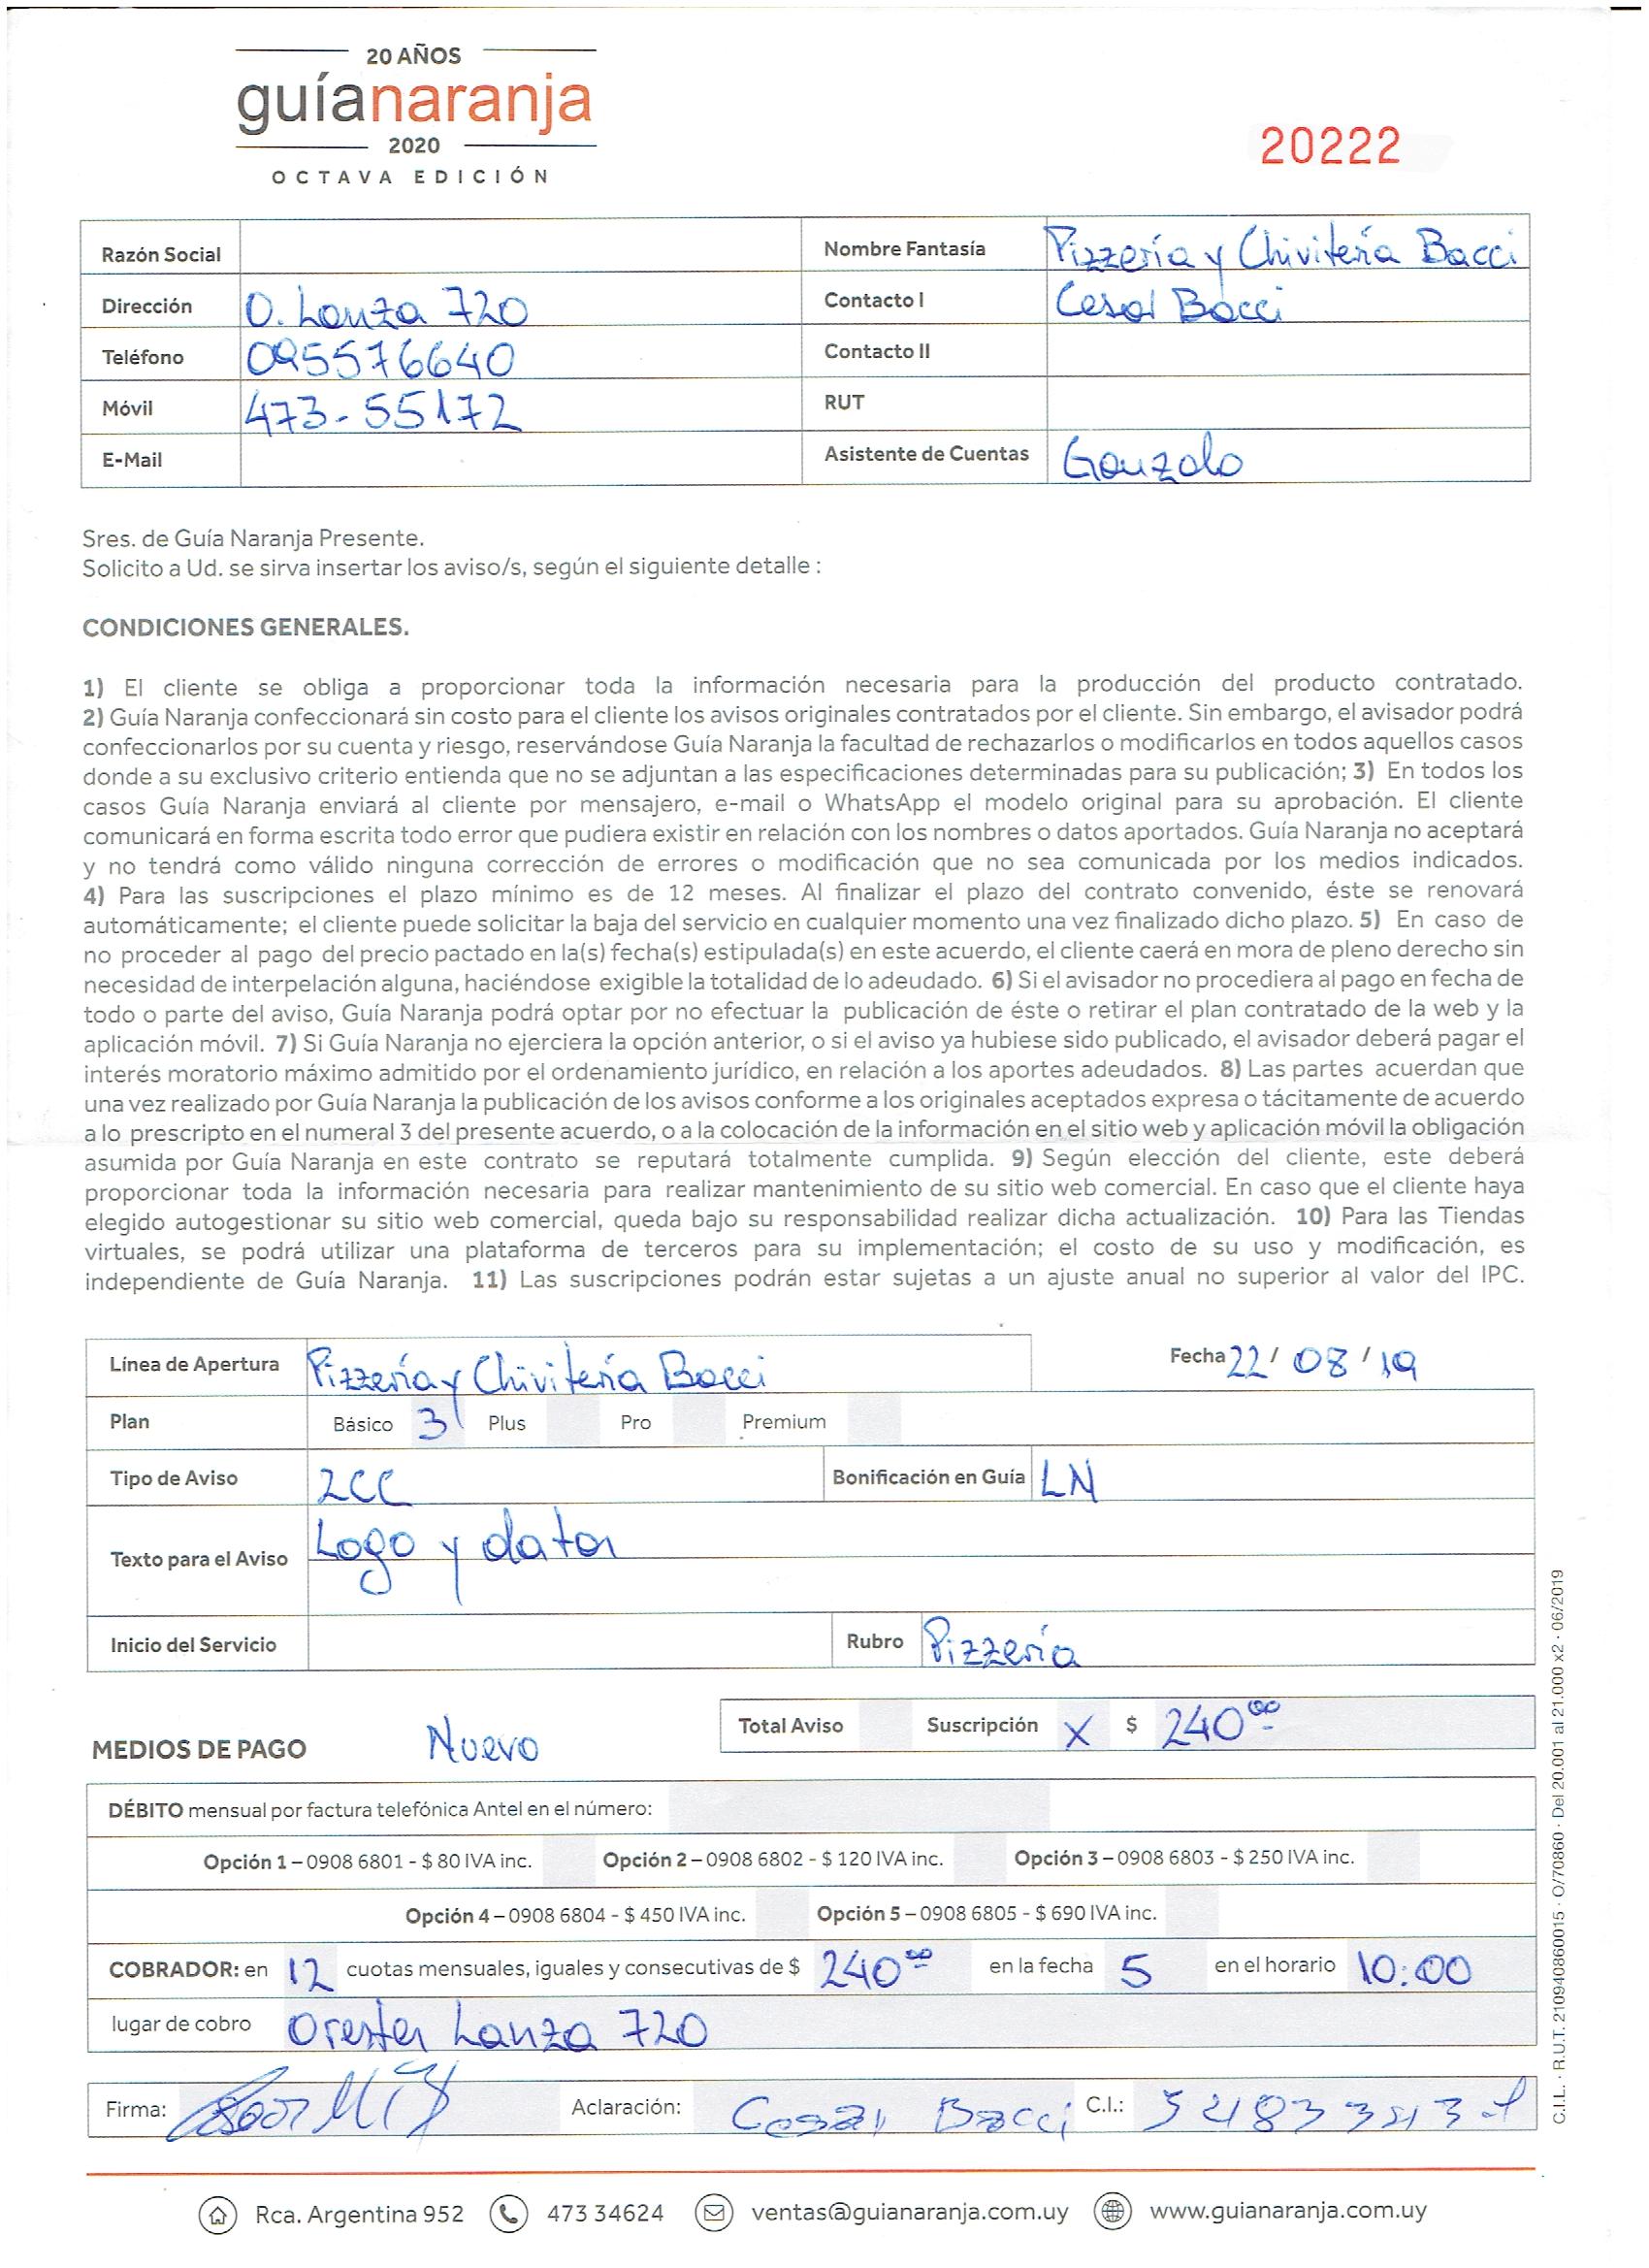 20 AÑOS
guíanaranja
2020
OCTAVA EDICIÓN
20222
Razón Social
Nombre Fantasía Pizzería y Chivitería Bacci
Dirección O. Lanza 720
Contacto I Cesar Bacci
Teléfono 095576640
Contacto II
Móvil 473-55172
RUT
E-Mail
Asistente de Cuentas Gonzalo
Sres. de Guía Naranja Presente.
Solicito a Ud. se sirva insertar los aviso/s, según el siguiente detalle :
CONDICIONES GENERALES.
1) El cliente se obliga a proporcionar toda la información necesaria para la producción del producto contratado.
2) Guía Naranja confeccionará sin costo para el cliente los avisos originales contratados por el cliente. Sin embargo, el avisador podrá
confeccionarlos por su cuenta y riesgo, reservándose Guía Naranja la facultad de rechazarlos o modificarlos en todos aquellos casos
donde a su exclusivo criterio entienda que no se adjuntan a las especificaciones determinadas para su publicación; 3) En todos los
casos Guía Naranja enviará al cliente por mensajero, e-mail o WhatsApp el modelo original para su aprobación. El cliente
comunicará en forma escrita todo error que pudiera existir en relación con los nombres o datos aportados. Guía Naranja no aceptará
y no tendrá como válido ninguna corrección de errores o modificación que no sea comunicada por los medios indicados.
4) Para las suscripciones el plazo mínimo es de 12 meses. Al finalizar el plazo del contrato convenido, éste se renovará
automáticamente; el cliente puede solicitar la baja del servicio en cualquier momento una vez finalizado dicho plazo. 5) En caso de
no proceder al pago del precio pactado en la(s) fecha(s) estipulada(s) en este acuerdo, el cliente caerá en mora de pleno derecho sin
necesidad de interpelación alguna, haciéndose exigible la totalidad de lo adeudado. 6) Si el avisador no procediera al pago en fecha de
todo o parte del aviso, Guía Naranja podrá optar por no efectuar la publicación de éste o retirar el plan contratado de la web y la
aplicación móvil. 7) Si Guía Naranja no ejerciera la opción anterior, o si el aviso ya hubiese sido publicado, el avisador deberá pagar el
interés moratorio máximo admitido por el ordenamiento jurídico, en relación a los aportes adeudados. 8) Las partes acuerdan que
una vez realizado por Guía Naranja la publicación de los avisos conforme a los originales aceptados expresa o tácitamente de acuerdo
a lo prescripto en el numeral 3 del presente acuerdo, o a la colocación de la información en el sitio web y aplicación móvil la obligación
asumida por Guía Naranja en este contrato se reputará totalmente cumplida. 9) Según elección del cliente, este deberá
proporcionar toda la información necesaria para realizar mantenimiento de su sitio web comercial. En caso que el cliente haya
elegido autogestionar su sitio web comercial, queda bajo su responsabilidad realizar dicha actualización. 10) Para las Tiendas
virtuales, se podrá utilizar una plataforma de terceros para su implementación; el costo de su uso y modificación, es
independiente de Guía Naranja. 11) Las suscripciones podrán estar sujetas a un ajuste anual no superior al valor del IPC.
Línea de Apertura Pizzería y Chivitería Bacci
Fecha 22 / 08 / 19
Plan Básico 3 Plus Pro Premium
Tipo de Aviso 2CC Bonificación en Guía LN
Texto para el Aviso Logo y datos
Inicio del Servicio Rubro Pizzería
Total Aviso Suscripción X $ 24000
MEDIOS DE PAGO Nuevo
DÉBITO mensual por factura telefónica Antel en el número:
Opción 1 – 0908 6801 - $ 80 IVA inc. Opción 2 – 0908 6802 - $ 120 IVA inc. Opción 3 – 0908 6803 - $ 250 IVA inc.
Opción 4 – 0908 6804 - $ 450 IVA inc. Opción 5 – 0908 6805 - $ 690 IVA inc.
COBRADOR: en 12 cuotas mensuales, iguales y consecutivas de $ 24000 en la fecha 5 en el horario 10:00
lugar de cobro Orestes Lanza 720
Firma: Aclaración: Cesar Bacci C.I.:
Rca. Argentina 952 473 34624 ventas@guianaranja.com.uy www.guianaranja.com.uy
C.I.L. · R.U.T. 210940860015 · O/70860 · Del 20.001 al 21.000 x2 · 06/2019